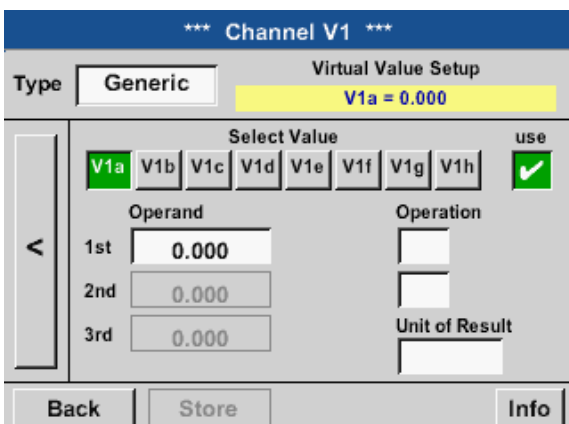 *** Channel V1 ***
Type Generic
Virtual Value Setup
V1a = 0.000
Select Value
use
V1a V1b V1c V1d V1e V1f V1g V1h
Operand
Operation
<
1st 0.000
2nd 0.000
3rd 0.000
Unit of Result
Back Store Info